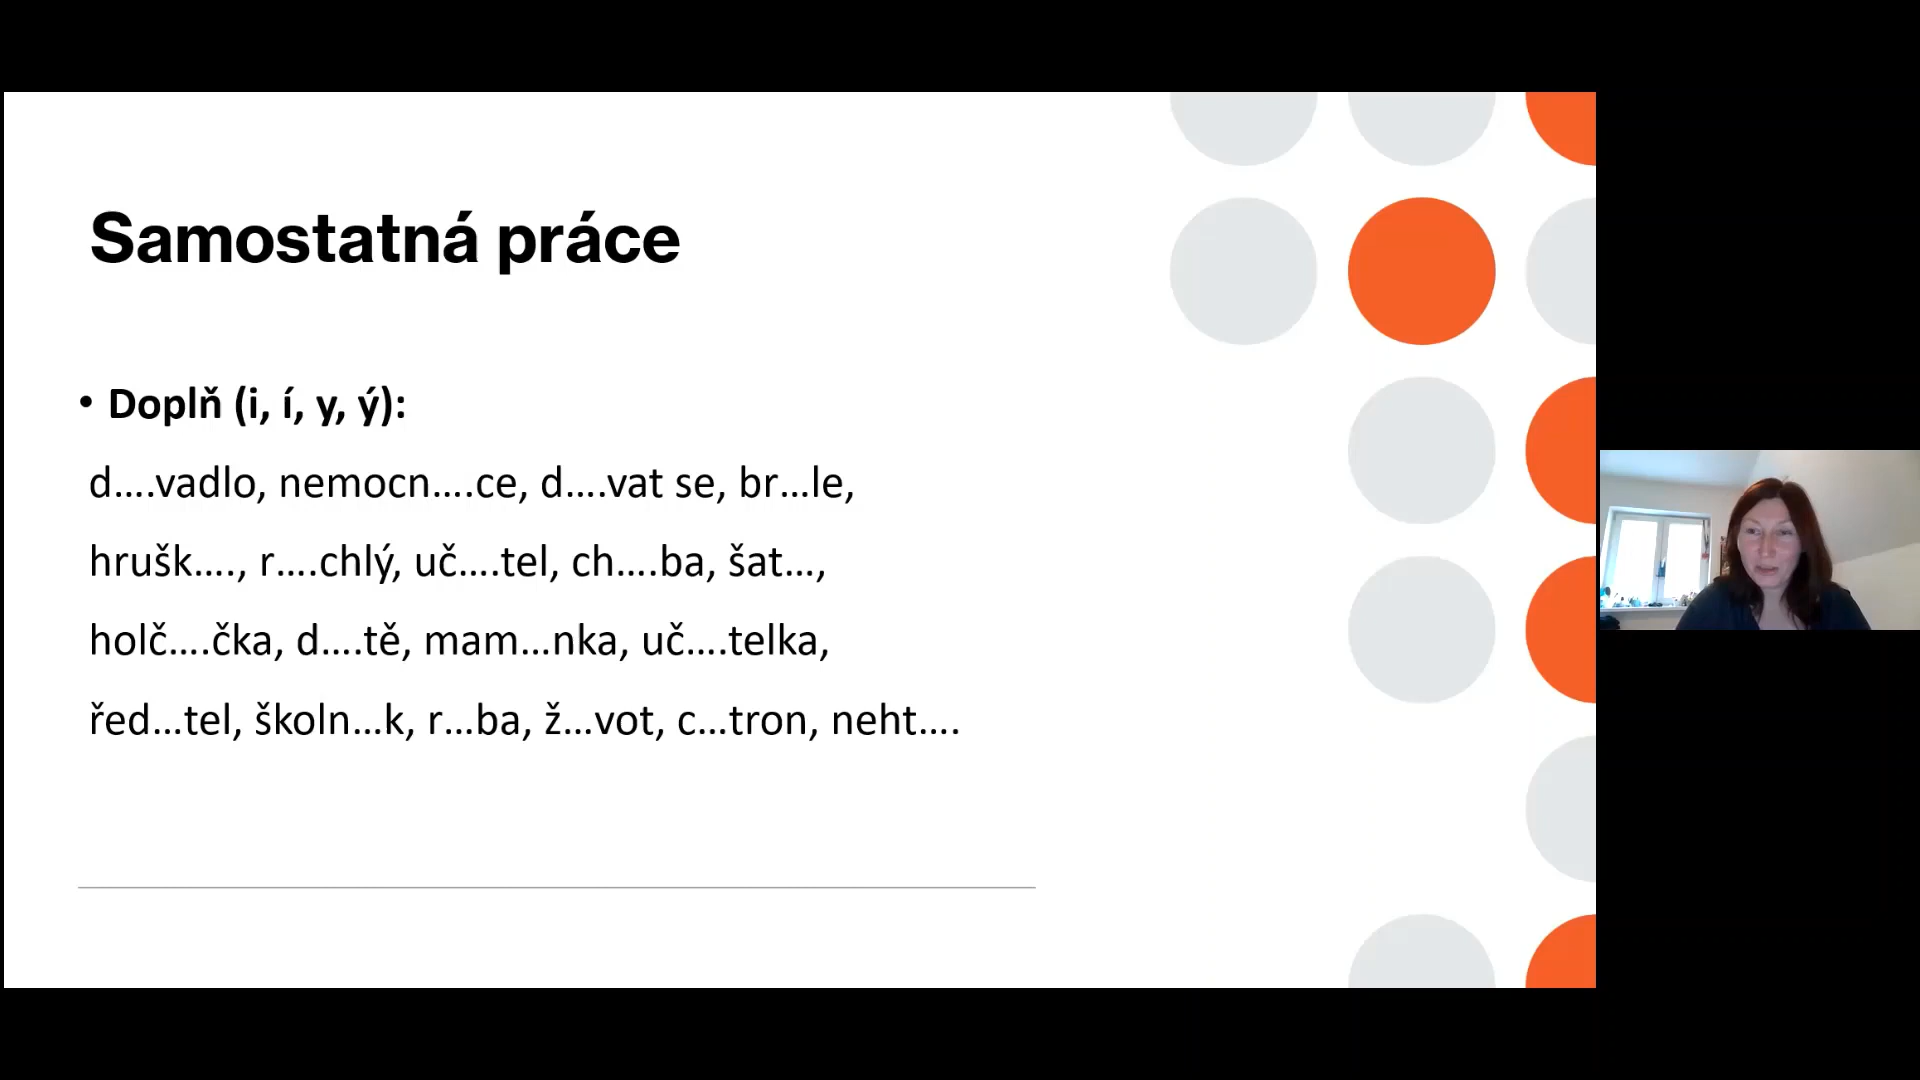 Samostatná práce
• Doplň (i, í, y, ý):
d….vadlo, nemocn….ce, d….vat se, br…le,
hrušk…., r….chlý, uč….tel, ch….ba, šat…,
holč….čka, d….tě, mam…nka, uč….telka,
řed…tel, školn…k, r…ba, ž…vot, c…tron, neht….